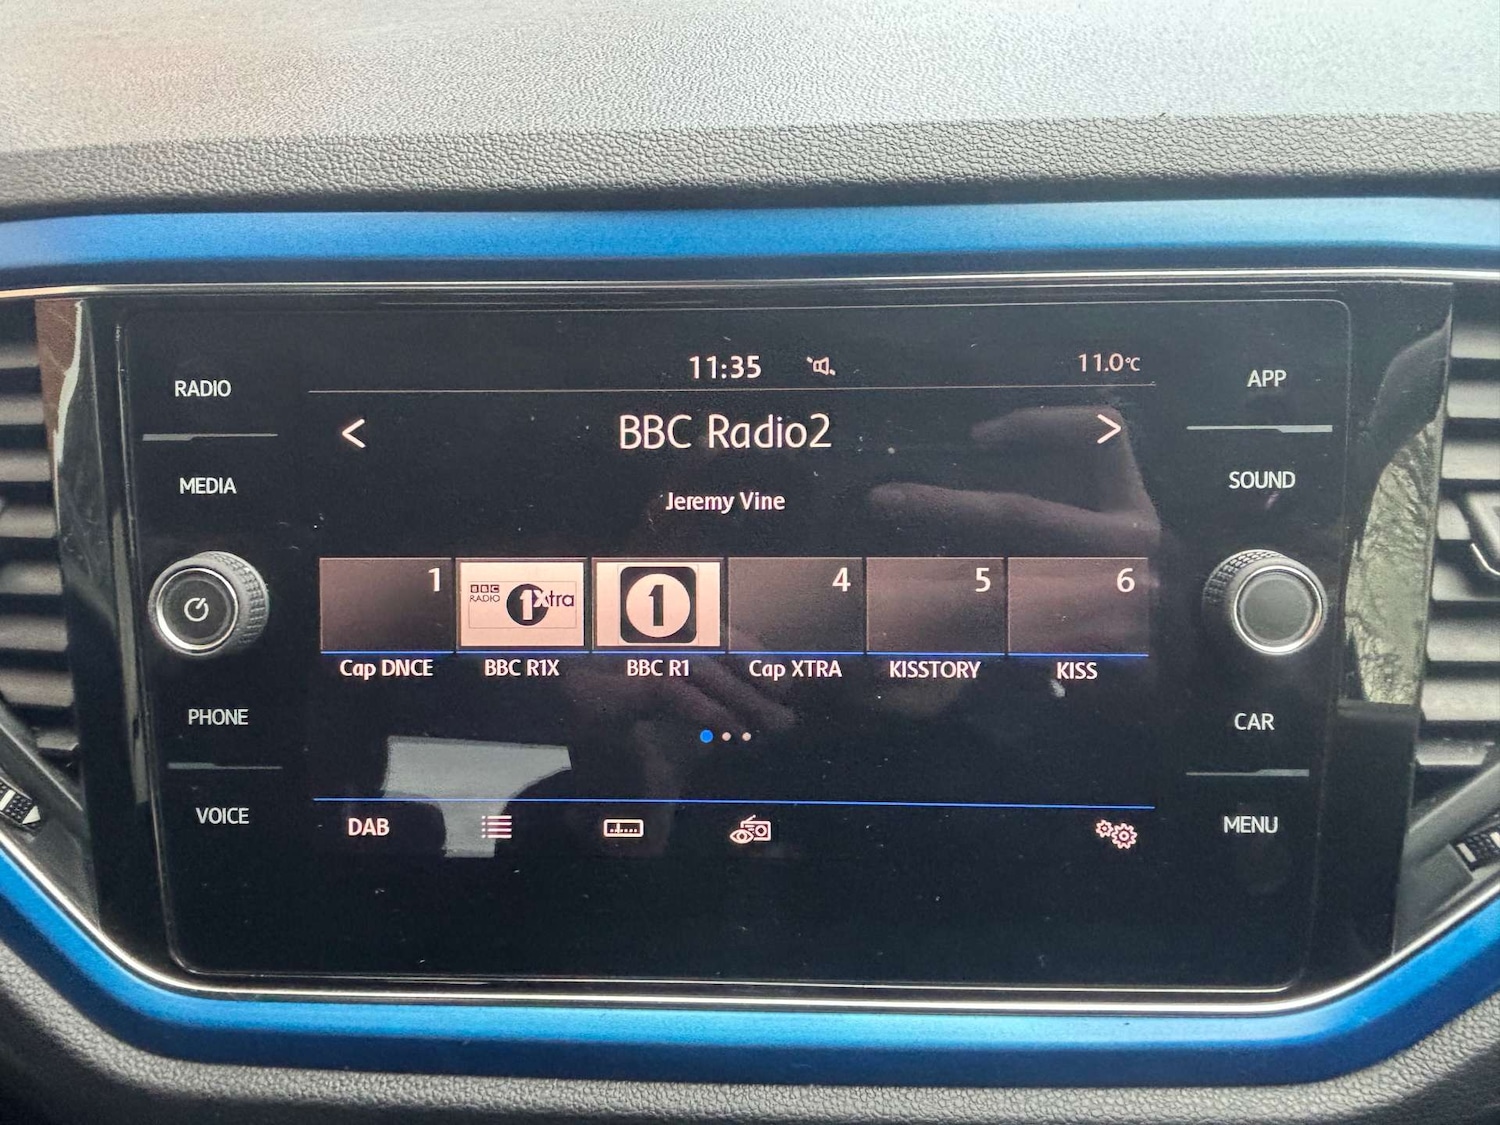 RADIO
MEDIA
PHONE
VOICE
11:35
11.0°C
<
BBC Radio2
>
Jeremy Vine
1
BBC RADIO 1Xtra
1
4
5
6
Cap DNCE
BBC R1X
BBC R1
Cap XTRA
KISSTORY
KISS
DAB
APP
SOUND
CAR
MENU